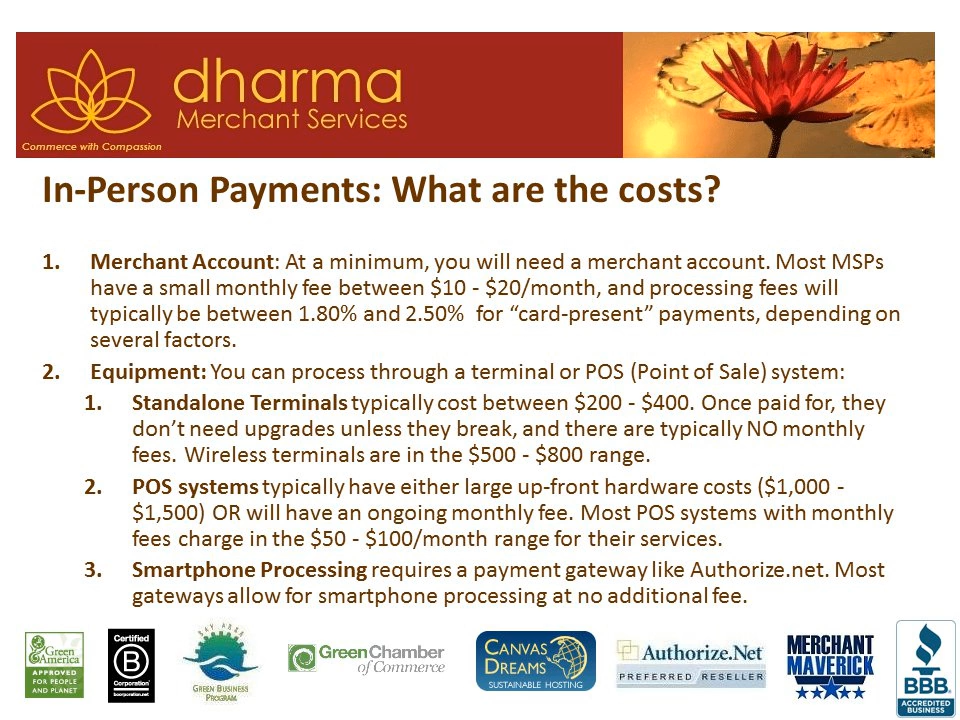 dharma
Merchant Services
Commerce with Compassion
In-Person Payments: What are the costs?
1. Merchant Account: At a minimum, you will need a merchant account. Most MSPs
have a small monthly fee between $10 - $20/month, and processing fees will
typically be between 1.80% and 2.50% for “card-present” payments, depending on
several factors.
2. Equipment: You can process through a terminal or POS (Point of Sale) system:
1. Standalone Terminals typically cost between $200 - $400. Once paid for, they
don’t need upgrades unless they break, and there are typically NO monthly
fees. Wireless terminals are in the $500 - $800 range.
2. POS systems typically have either large up-front hardware costs ($1,000 -
$1,500) OR will have an ongoing monthly fee. Most POS systems with monthly
fees charge in the $50 - $100/month range for their services.
3. Smartphone Processing requires a payment gateway like Authorize.net. Most
gateways allow for smartphone processing at no additional fee.
Green
America
APPROVED
FOR PEOPLE
AND PLANET
Certified
B
Corporation
bcorporation.net
BAY AREA
GREEN BUSINESS
PROGRAM
GreenChamber
of Commerce
CANVAS
DREAMS
SUSTAINABLE HOSTING
Authorize.Net
PREFERRED RESELLER
MERCHANT
MAVERICK
BBB
ACCREDITED
BUSINESS